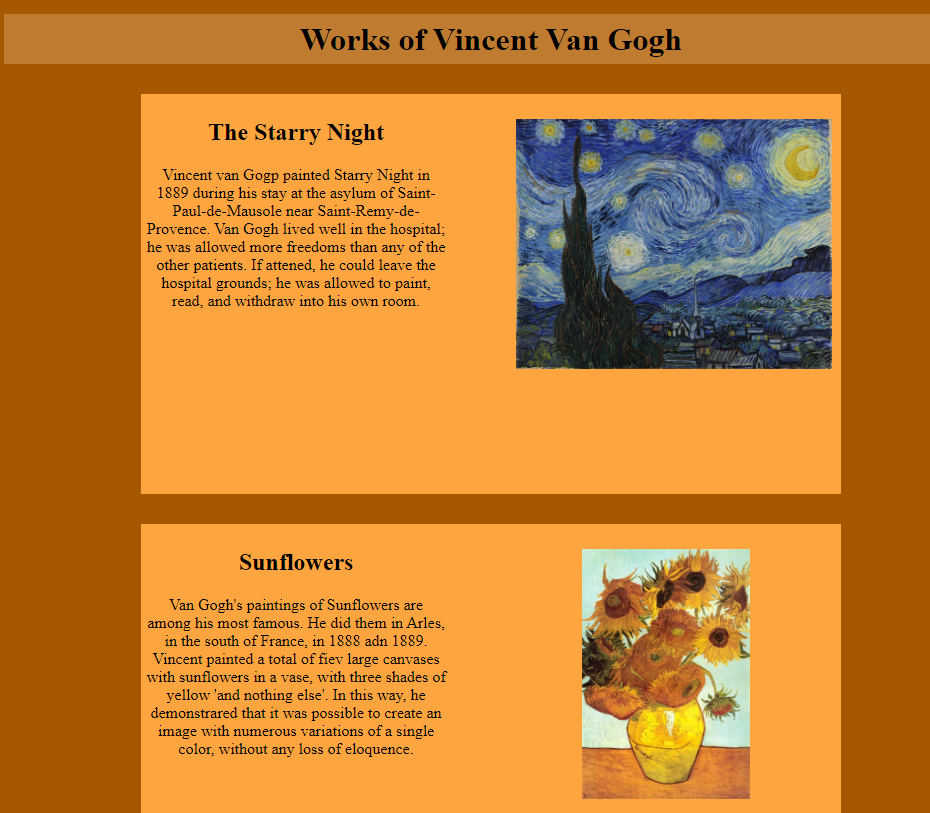 Works of Vincent Van Gogh
The Starry Night
Vincent van Gogp painted Starry Night in
1889 during his stay at the asylum of Saint-
Paul-de-Mausole near Saint-Remy-de-
Provence. Van Gogh lived well in the hospital;
he was allowed more freedoms than any of the
other patients. If attened, he could leave the
hospital grounds; he was allowed to paint,
read, and withdraw into his own room.
Sunflowers
Van Gogh's paintings of Sunflowers are
among his most famous. He did them in Arles,
in the south of France, in 1888 adn 1889.
Vincent painted a total of fiev large canvases
with sunflowers in a vase, with three shades of
yellow 'and nothing else'. In this way, he
demonstrared that it was possible to create an
image with numerous variations of a single
color, without any loss of eloquence.